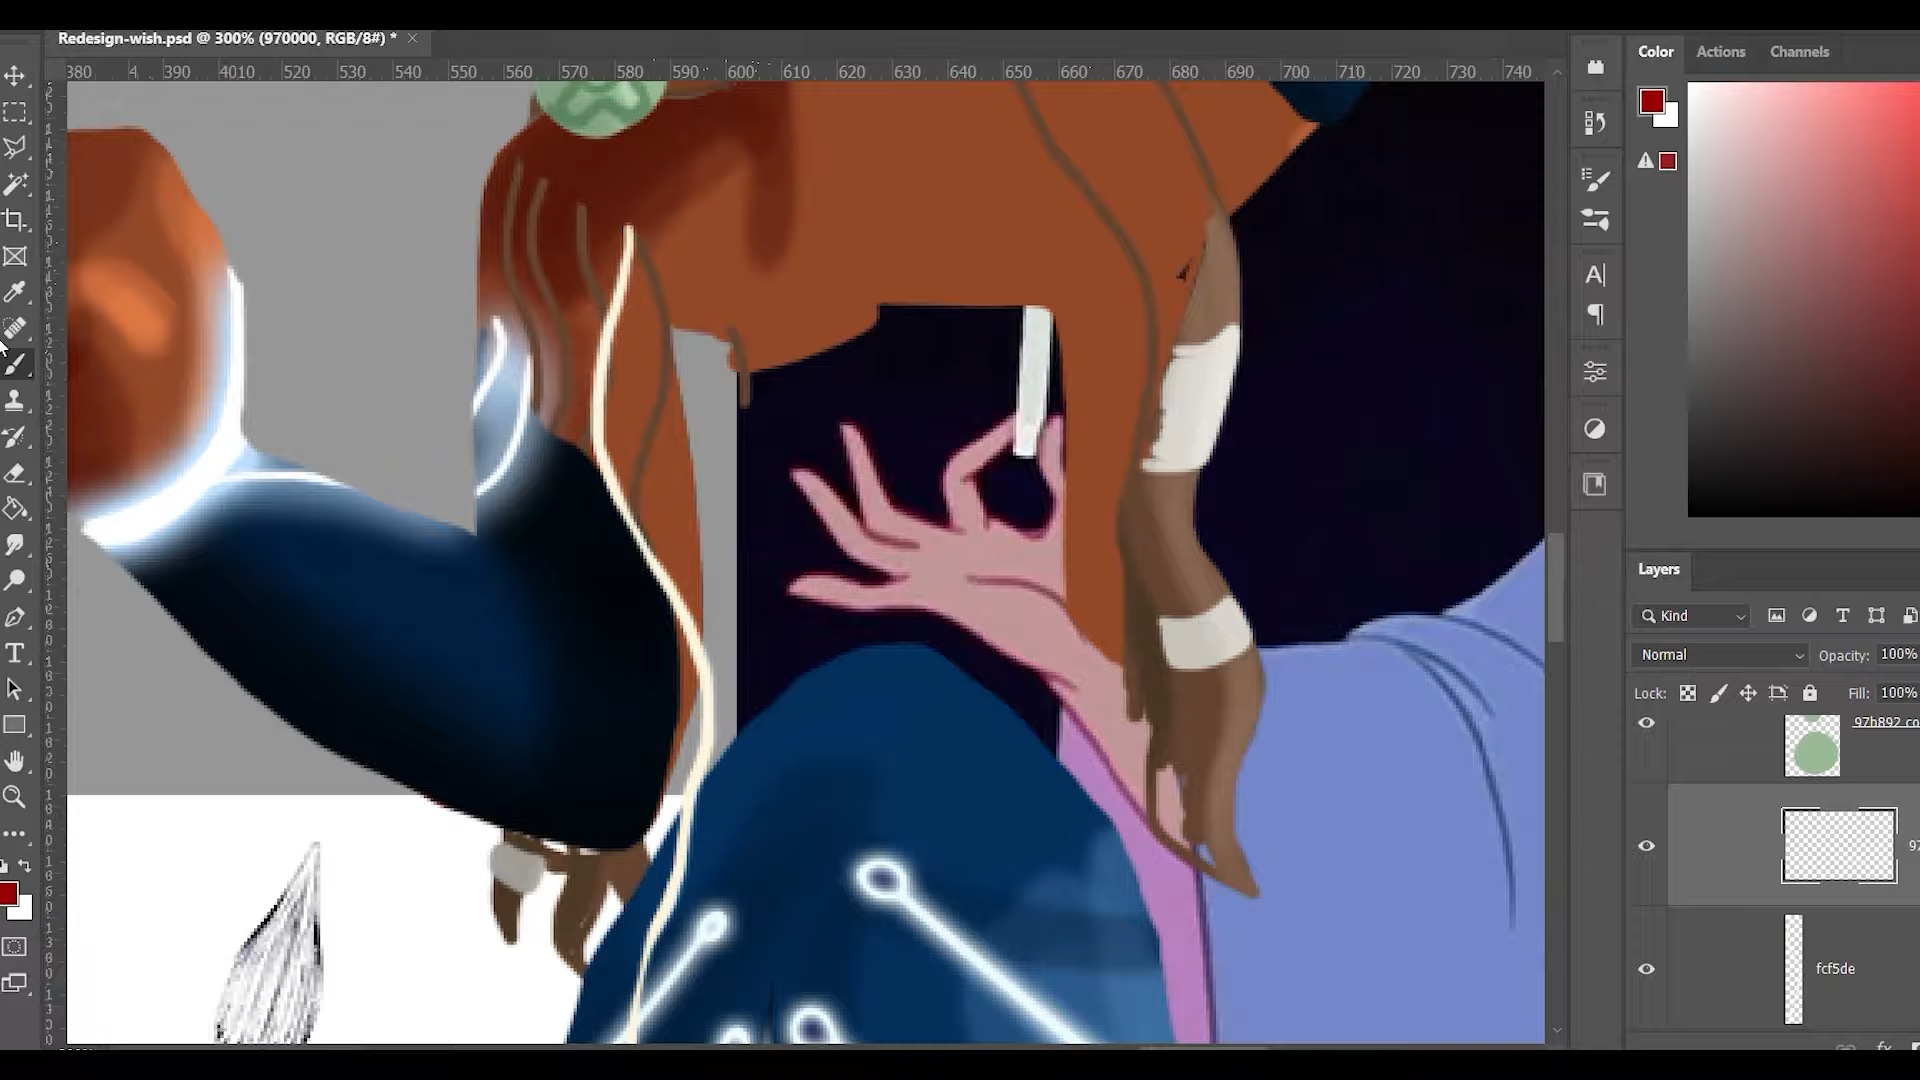 Redesign-wish.psd @ 300% (970000, RGB/8#) *
Color
Actions
Channels
380 4 390 4010 520 530 540 550 560 570 580 590 600 610 620 630 640 650 660 670 680 690 700 710 720 730 740
Layers
Kind
Normal
Opacity: 100%
Lock:
Fill: 100%
97b892 co
97
fcf5de